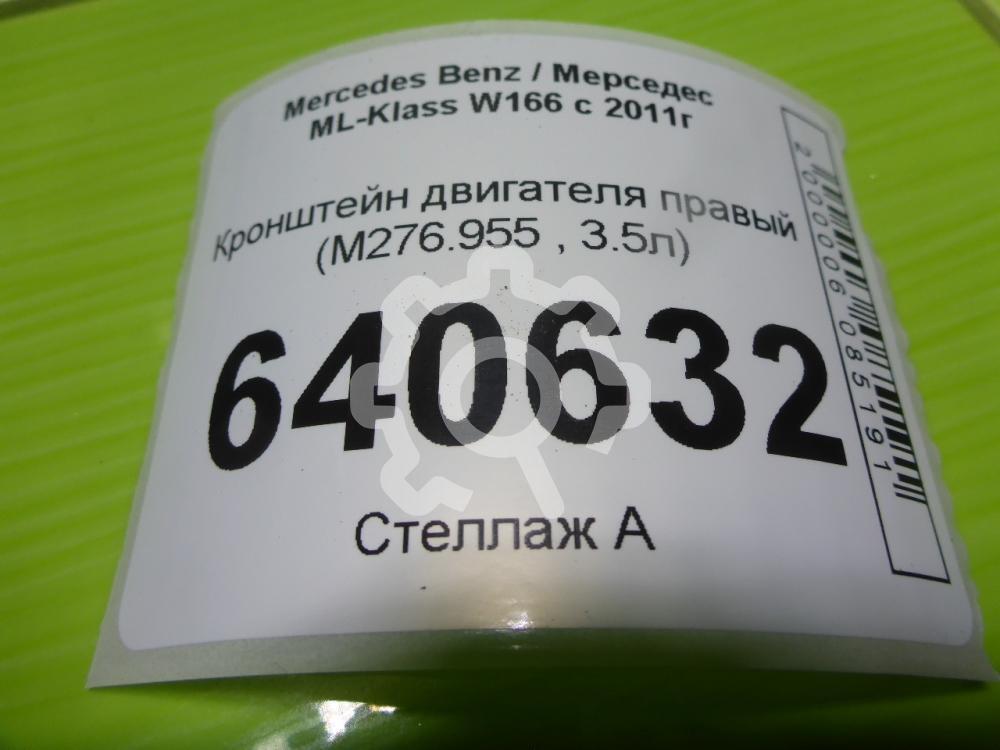 Mercedes Benz / Мерседес
ML-Klass W166 с 2011г
Кронштейн двигателя правый
(M276.955 , 3.5л)
640632
Стеллаж А
2000006085191